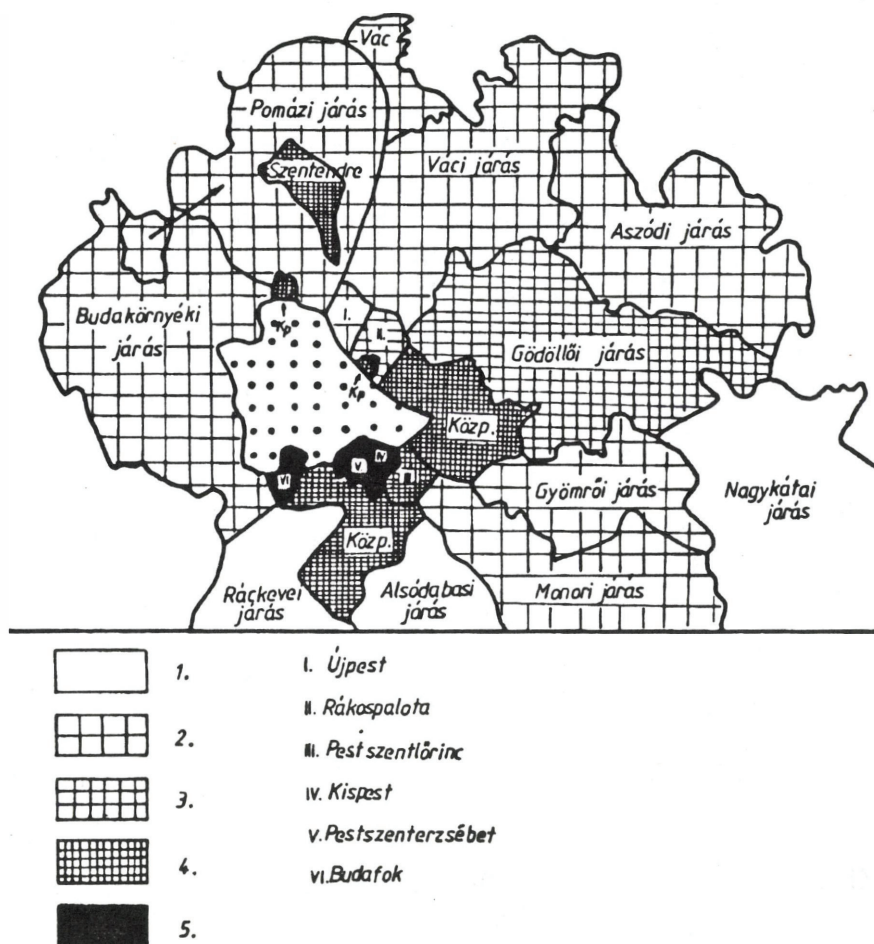 Vác
Pomázi járás
Szentendre
Váci járás
Aszódi járás
Budakörnyéki
járás
Kp
I.
II.
Gödöllői járás
Kp
Közp.
IV
V
VI
III
Gyömrői járás
Nagykátai
járás
Közp.
Ráckevei
járás
Alsódabasi
járás
Monori járás
1.
I. Újpest
II. Rákospalota
2.
III. Pestszentlőrinc
3.
IV. Kispest
V. Pestszenterzsébet
4.
VI. Budafok
5.